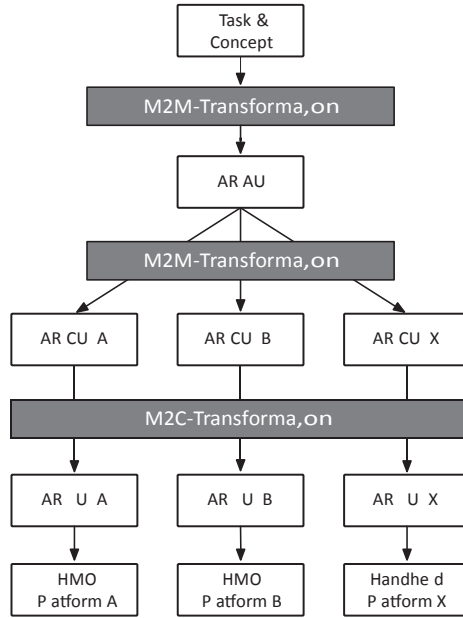 Task &
Concept
M2M-Transforma,on
AR AU
M2M-Transforma,on
AR CU A
AR CU B
AR CU X
M2C-Transforma,on
AR U A
AR U B
AR U X
HMO
P atform A
HMO
P atform B
Handhe d
P atform X